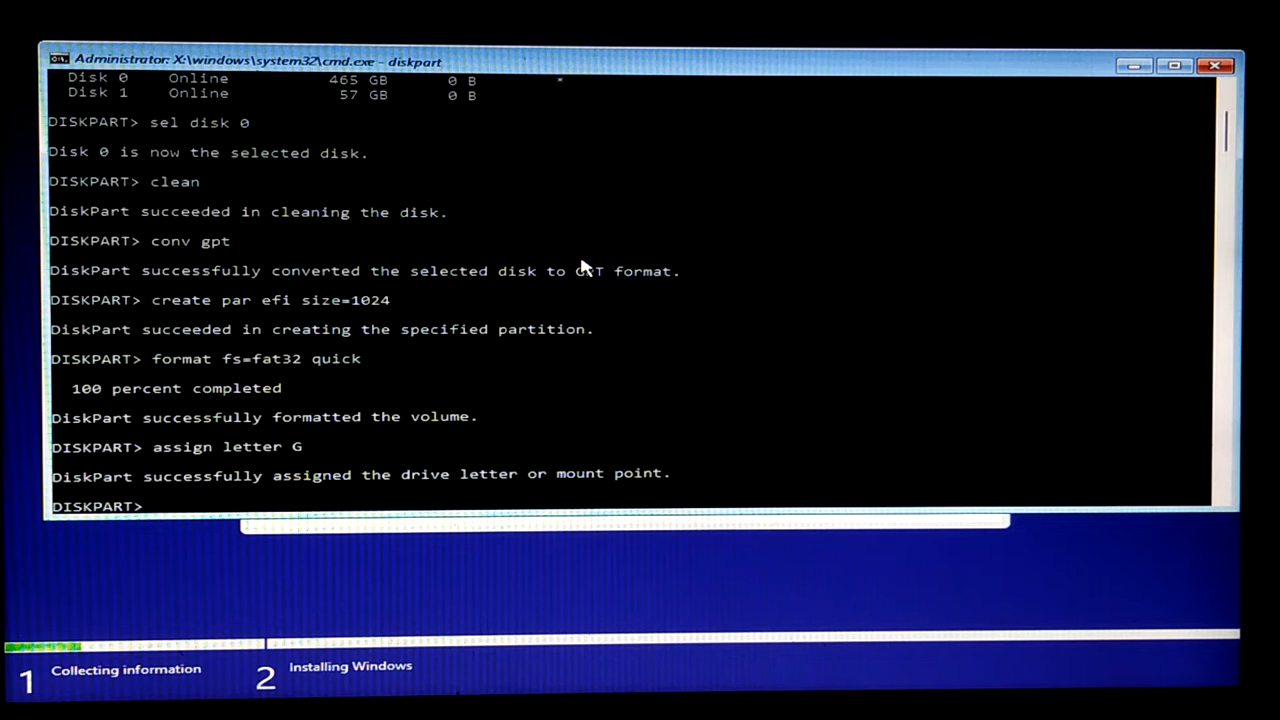 Administrator: X:\windows\system32\cmd.exe - diskpart
Disk 0 Online 465 GB 0 B *
Disk 1 Online 57 GB 0 B
DISKPART> sel disk 0
Disk 0 is now the selected disk.
DISKPART> clean
DiskPart succeeded in cleaning the disk.
DISKPART> conv gpt
DiskPart successfully converted the selected disk to GPT format.
DISKPART> create par efi size=1024
DiskPart succeeded in creating the specified partition.
DISKPART> format fs=fat32 quick
100 percent completed
DiskPart successfully formatted the volume.
DISKPART> assign letter G
DiskPart successfully assigned the drive letter or mount point.
DISKPART>
1 Collecting information
2 Installing Windows